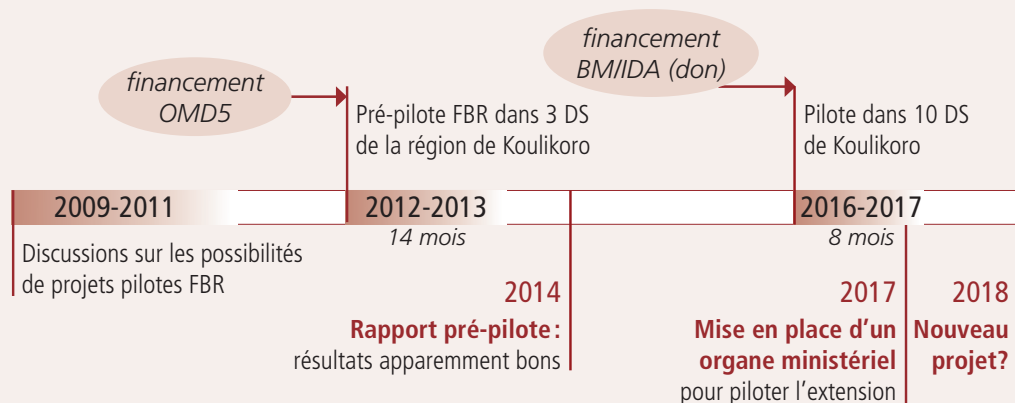 financement
OMD5
financement
BM/IDA (don)
Pré-pilote FBR dans 3 DS
de la région de Koulikoro
Pilote dans 10 DS
de Koulikoro
2009-2011
2012-2013
2016-2017
14 mois
8 mois
Discussions sur les possibilités
de projets pilotes FBR
2014
Rapport pré-pilote :
résultats apparemment bons
2017
Mise en place d’un
organe ministériel
pour piloter l’extension
2018
Nouveau
projet?